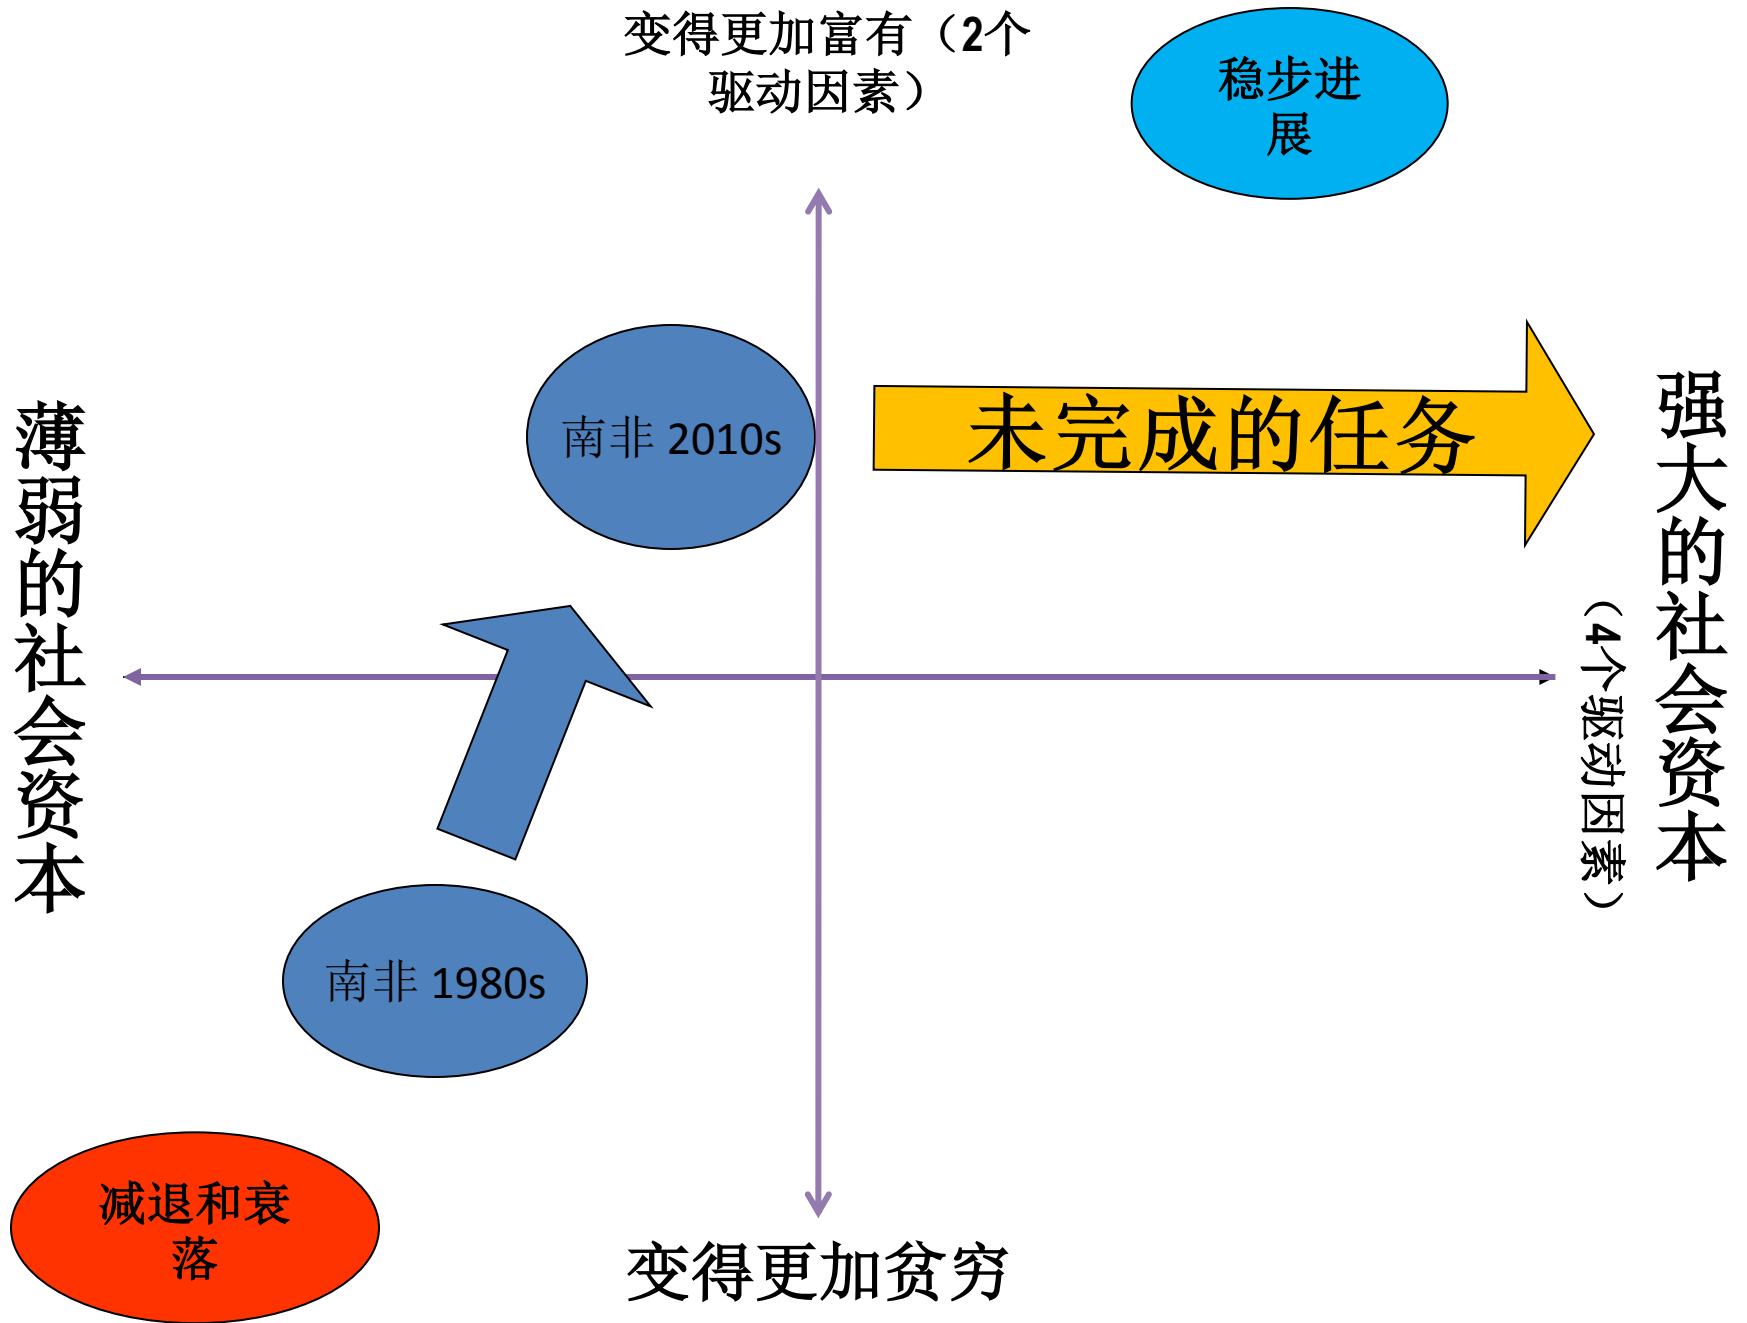 变得更加富有（2个
驱动因素）
稳步进
展
南非 2010s
未完成的任务
薄弱的社会资本
强大的社会资本
（4个驱动因素）
南非 1980s
减退和衰
落
变得更加贫穷